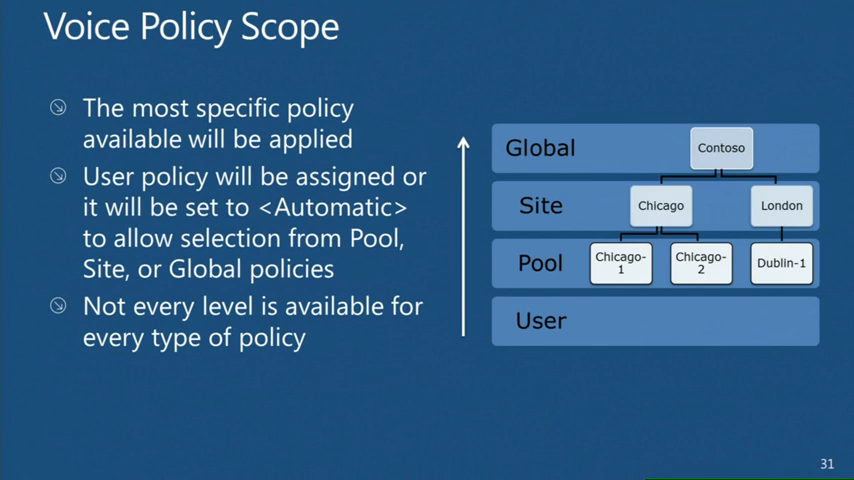 Voice Policy Scope
The most specific policy
available will be applied
User policy will be assigned or
it will be set to <Automatic>
to allow selection from Pool,
Site, or Global policies
Not every level is available for
every type of policy
Global
Contoso
Site
Chicago
London
Pool
Chicago-
1
Chicago-
2
Dublin-1
User
31